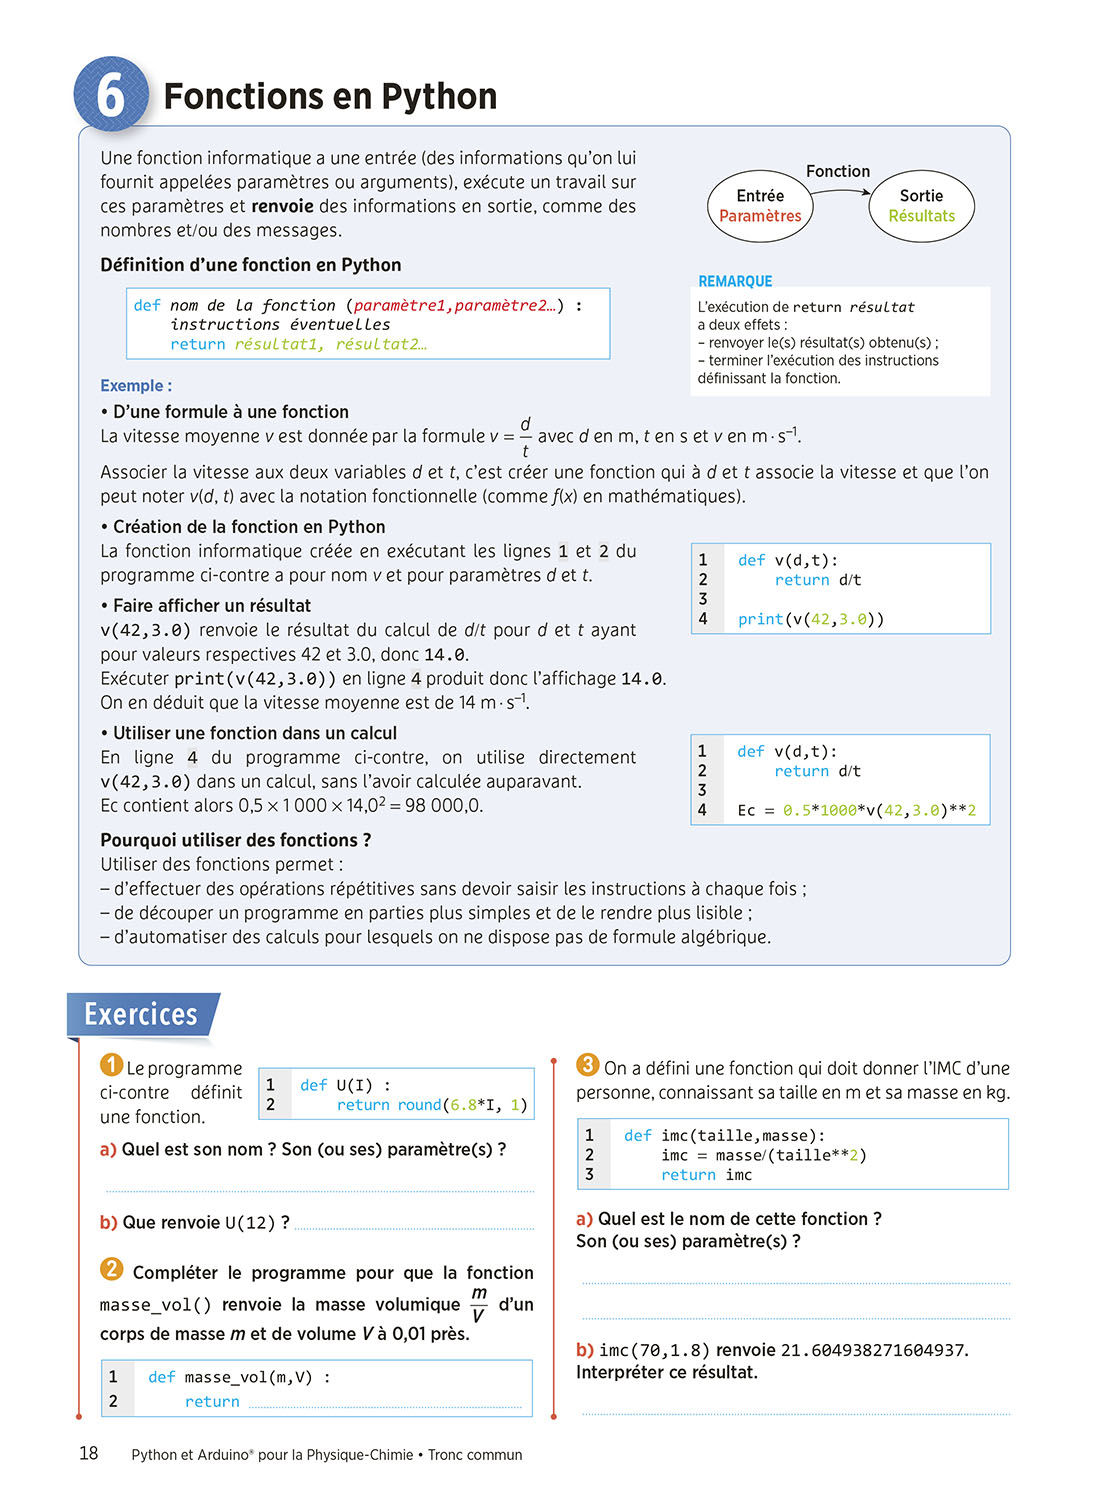 6 Fonctions en Python
Une fonction informatique a une entrée (des informations qu'on lui
fournit appelées paramètres ou arguments), exécute un travail sur
ces paramètres et renvoie des informations en sortie, comme des
nombres et/ou des messages.
Fonction
Entrée
Paramètres
Sortie
Résultats
Définition d'une fonction en Python
def nom de la fonction (paramètre1,paramètre2…) :
instructions éventuelles
return résultat1, résultat2…
REMARQUE
L'exécution de return résultat
a deux effets :
– renvoyer le(s) résultat(s) obtenu(s) ;
– terminer l'exécution des instructions
définissant la fonction.
Exemple :
• D'une formule à une fonction
La vitesse moyenne v est donnée par la formule v = d/t avec d en m, t en s et v en m·s⁻¹.
Associer la vitesse aux deux variables d et t, c'est créer une fonction qui à d et t associe la vitesse et que l'on
peut noter v(d, t) avec la notation fonctionnelle (comme f(x) en mathématiques).
• Création de la fonction en Python
La fonction informatique créée en exécutant les lignes 1 et 2 du
programme ci-contre a pour nom v et pour paramètres d et t.
1 def v(d,t):
2 return d/t
3
4 print(v(42,3.0))
• Faire afficher un résultat
v(42,3.0) renvoie le résultat du calcul de d/t pour d et t ayant
pour valeurs respectives 42 et 3.0, donc 14.0.
Exécuter print(v(42,3.0)) en ligne 4 produit donc l'affichage 14.0.
On en déduit que la vitesse moyenne est de 14 m·s⁻¹.
• Utiliser une fonction dans un calcul
En ligne 4 du programme ci-contre, on utilise directement
v(42,3.0) dans un calcul, sans l'avoir calculée auparavant.
Ec contient alors 0,5 × 1 000 × 14,0² = 98 000,0.
1 def v(d,t):
2 return d/t
3
4 Ec = 0.5*1000*v(42,3.0)**2
Pourquoi utiliser des fonctions ?
Utiliser des fonctions permet :
– d'effectuer des opérations répétitives sans devoir saisir les instructions à chaque fois ;
– de découper un programme en parties plus simples et de le rendre plus lisible ;
– d'automatiser des calculs pour lesquels on ne dispose pas de formule algébrique.
Exercices
1 Le programme
ci-contre définit
une fonction.
1 def U(I) :
2 return round(6.8*I, 1)
a) Quel est son nom ? Son (ou ses) paramètre(s) ?
b) Que renvoie U(12) ?
2 Compléter le programme pour que la fonction
masse_vol() renvoie la masse volumique m/V d'un
corps de masse m et de volume V à 0,01 près.
1 def masse_vol(m,V) :
2 return
3 On a défini une fonction qui doit donner l'IMC d'une
personne, connaissant sa taille en m et sa masse en kg.
1 def imc(taille,masse):
2 imc = masse/(taille**2)
3 return imc
a) Quel est le nom de cette fonction ?
Son (ou ses) paramètre(s) ?
b) imc(70,1.8) renvoie 21.604938271604937.
Interpréter ce résultat.
18 Python et Arduino® pour la Physique-Chimie • Tronc commun